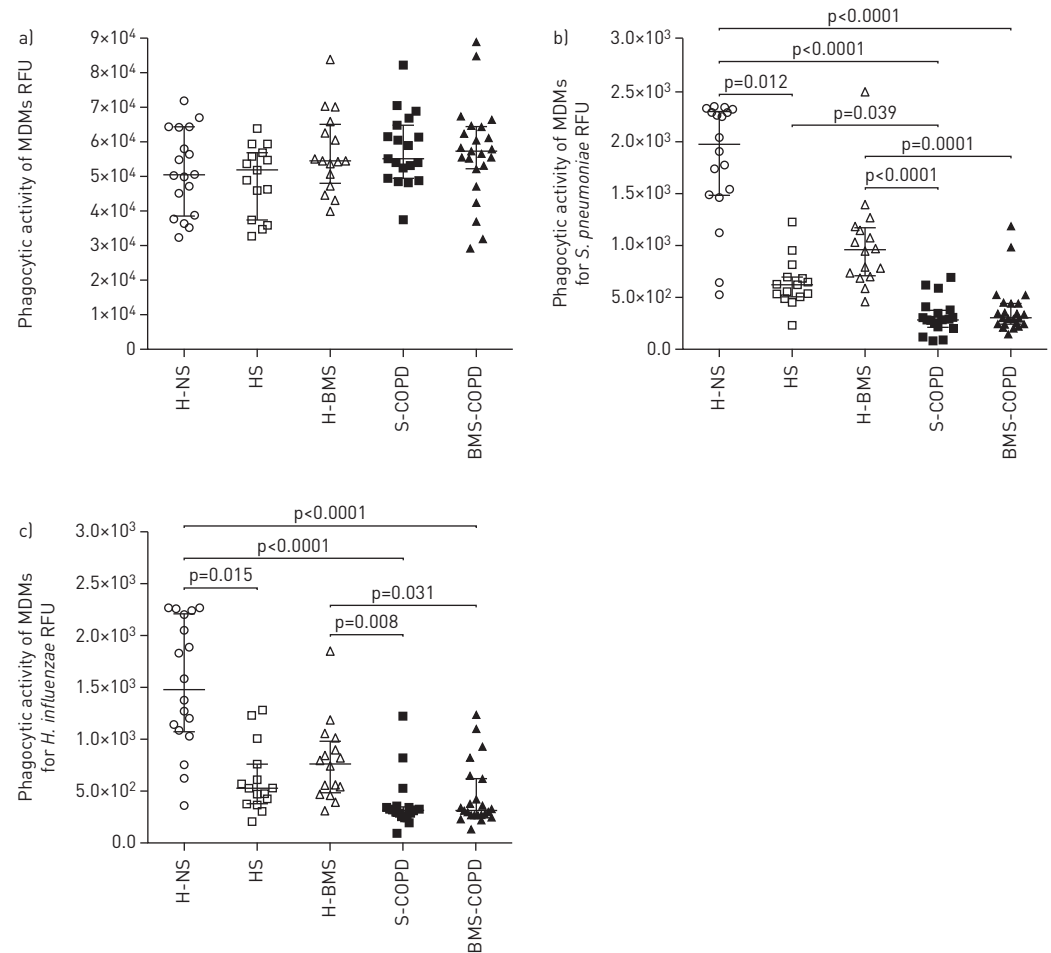 a)
Phagocytic activity of MDMs RFU
9×10⁴
8×10⁴
7×10⁴
6×10⁴
5×10⁴
4×10⁴
3×10⁴
2×10⁴
1×10⁴
0
H-NS
HS
H-BMS
S-COPD
BMS-COPD
b)
Phagocytic activity of MDMs
for S. pneumoniae RFU
3.0×10³
2.5×10³
2.0×10³
1.5×10³
1.0×10³
5.0×10²
0.0
p<0.0001
p<0.0001
p=0.012
p=0.039
p=0.0001
p<0.0001
H-NS
HS
H-BMS
S-COPD
BMS-COPD
c)
Phagocytic activity of MDMs
for H. influenzae RFU
3.0×10³
2.5×10³
2.0×10³
1.5×10³
1.0×10³
5.0×10²
0.0
p<0.0001
p<0.0001
p=0.015
p=0.031
p=0.008
H-NS
HS
H-BMS
S-COPD
BMS-COPD